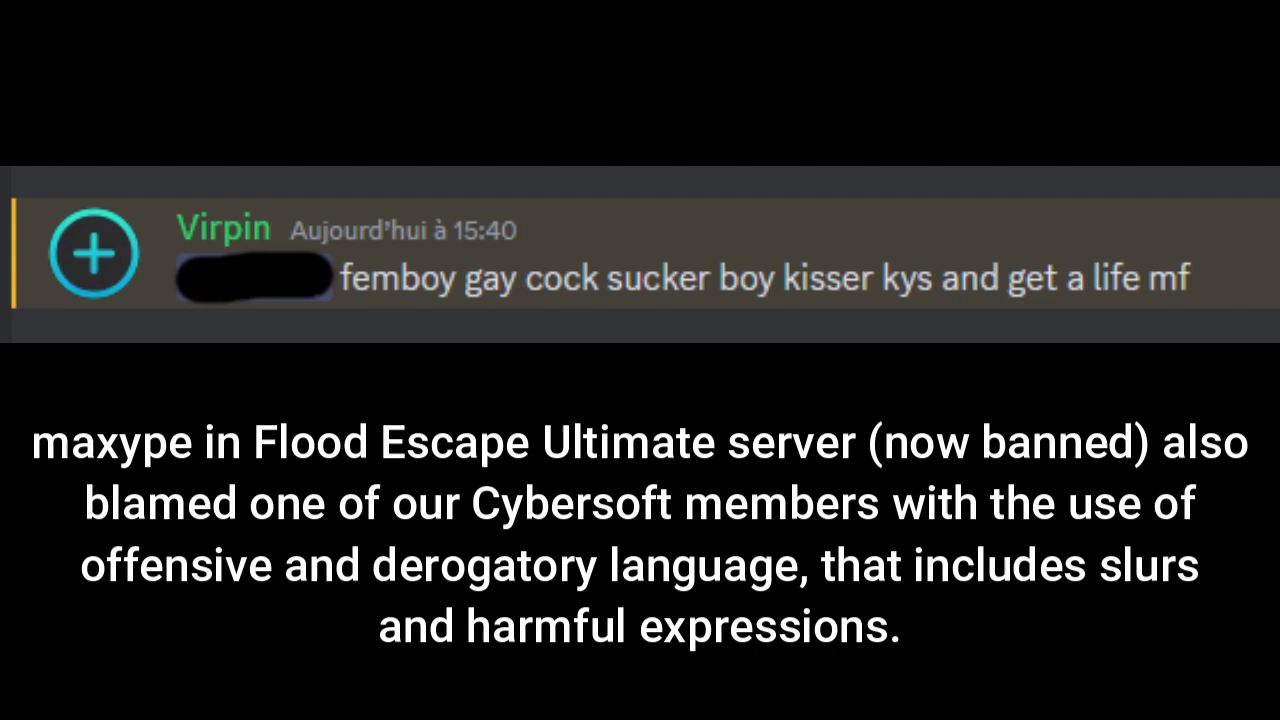 Virpin Aujourd'hui à 15:40
femboy gay cock sucker boy kisser kys and get a life mf
maxype in Flood Escape Ultimate server (now banned) also
blamed one of our Cybersoft members with the use of
offensive and derogatory language, that includes slurs
and harmful expressions.